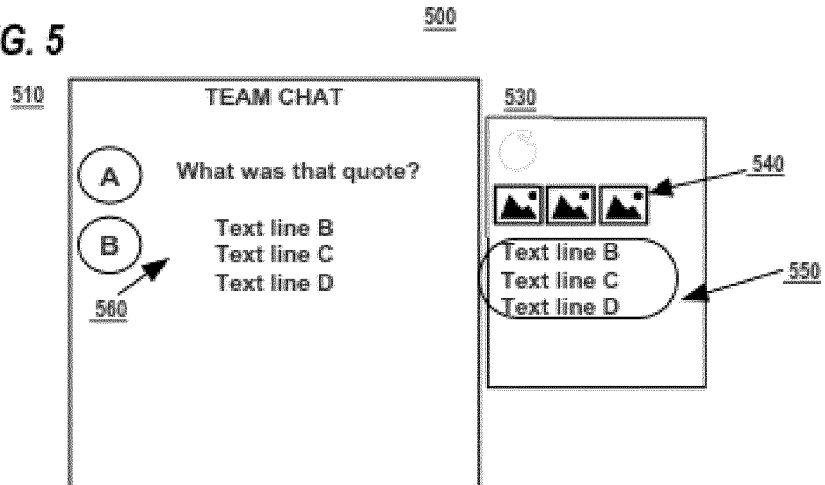 G. 5
500
510
TEAM CHAT
530
A
What was that quote?
540
B
Text line B
Text line C
Text line D
560
Text line B
Text line C
Text line D
550